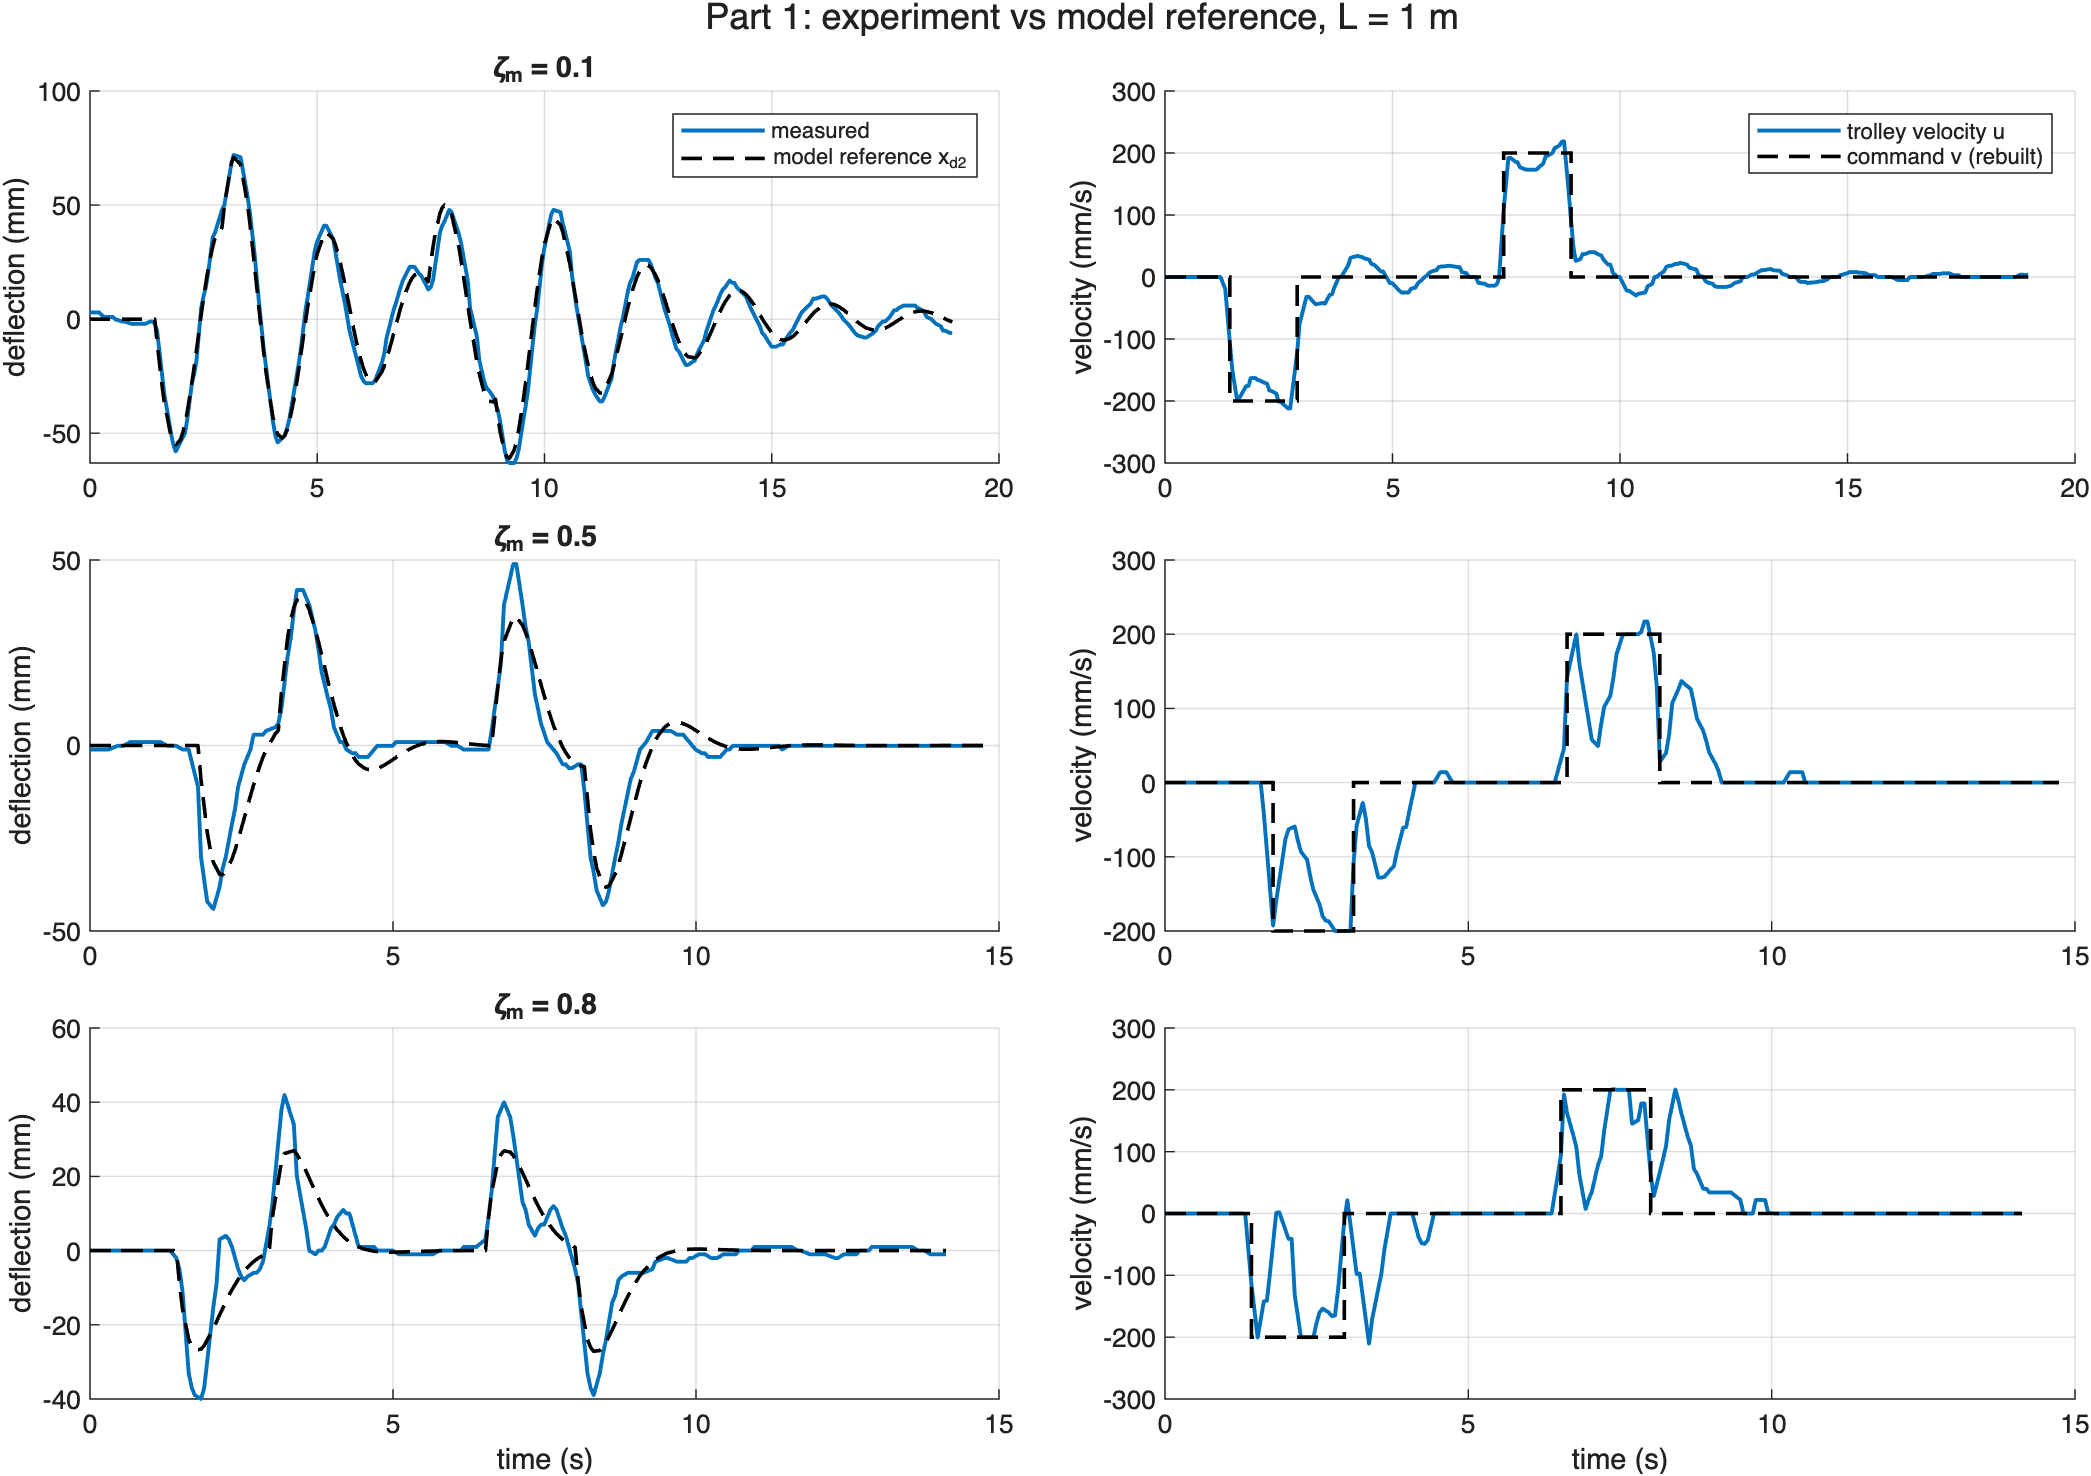 Part 1: experiment vs model reference, L = 1 m
ζm = 0.1
deflection (mm)
100
50
0
-50
0 5 10 15 20
measured
model reference xd2
velocity (mm/s)
300
200
100
0
-100
-200
-300
0 5 10 15 20
trolley velocity u
command v (rebuilt)
ζm = 0.5
deflection (mm)
50
0
-50
0 5 10 15
velocity (mm/s)
300
200
100
0
-100
-200
0 5 10 15
ζm = 0.8
deflection (mm)
60
40
20
0
-20
-40
0 5 10 15
time (s)
velocity (mm/s)
300
200
100
0
-100
-200
-300
0 5 10 15
time (s)